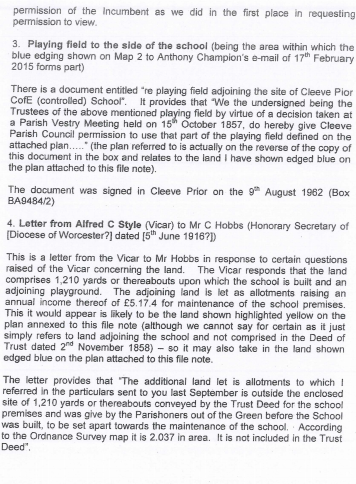 permission of the Incumbent as we did in the first place in requesting
permission to view.
3. Playing field to the side of the school (being the area within which the
blue edging shown on Map 2 to Anthony Champion's e-mail of 17th February
2015 forms part)
There is a document entitled "re playing field adjoining the site of Cleeve Pior
CofE (controlled) School". It provides that "We the undersigned being the
Trustees of the above mentioned playing field by virtue of a decision taken at
a Parish Vestry Meeting held on 15th October 1857, do hereby give Cleeve
Parish Council permission to use that part of the playing field defined on the
attached plan....." (the plan referred to is actually on the reverse of the copy of
this document in the box and relates to the land I have shown edged blue on
the plan attached to this file note).
The document was signed in Cleeve Prior on the 9th August 1962 (Box
BA9484/2)
4. Letter from Alfred C Style (Vicar) to Mr C Hobbs (Honorary Secretary of
[Diocese of Worcester?] dated [5th June 1916?])
This is a letter from the Vicar to Mr Hobbs in response to certain questions
raised of the Vicar concerning the land. The Vicar responds that the land
comprises 1,210 yards or thereabouts upon which the school is built and an
adjoining playground. The adjoining land is let as allotments raising an
annual income thereof of £5.17.4 for maintenance of the school premises.
This it would appear is likely to be the land shown highlighted yellow on the
plan annexed to this file note (although we cannot say for certain as it just
simply refers to land adjoining the school and not comprised in the Deed of
Trust dated 2nd November 1858) – so it may also take in the land shown
edged blue on the plan attached to this file note.
The letter provides that "The additional land let is allotments to which I
referred in the particulars sent to you last September is outside the enclosed
site of 1,210 yards or thereabouts conveyed by the Trust Deed for the school
premises and was give by the Parishoners out of the Green before the School
was built, to be set apart towards the maintenance of the school. According
to the Ordnance Survey map it is 2.037 in area. It is not included in the Trust
Deed".